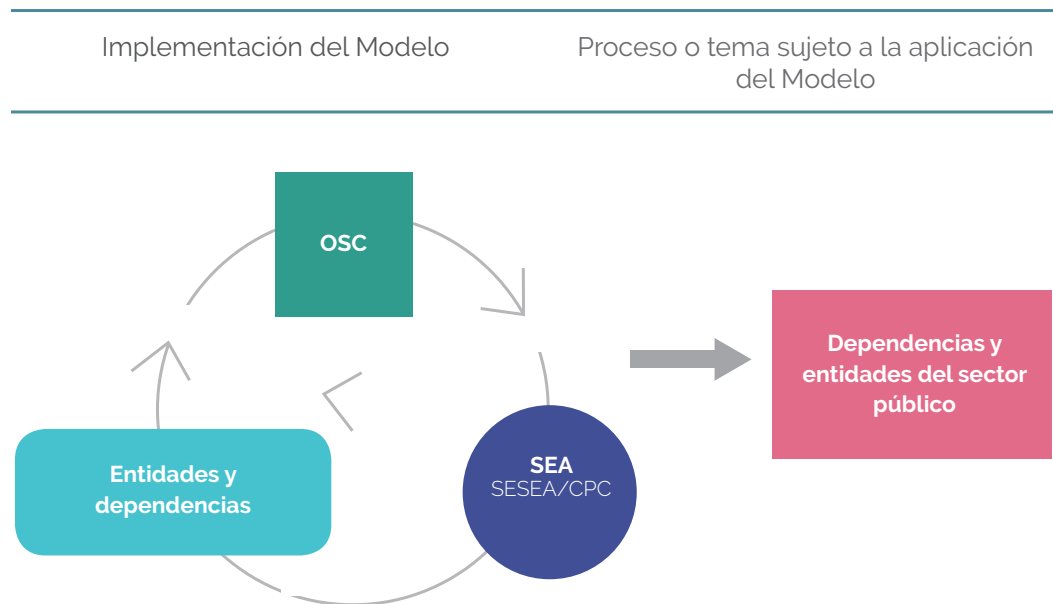 Implementación del Modelo
Proceso o tema sujeto a la aplicación
del Modelo
OSC
Dependencias y
entidades del sector
público
Entidades y
dependencias
SEA
SESEA/CPC